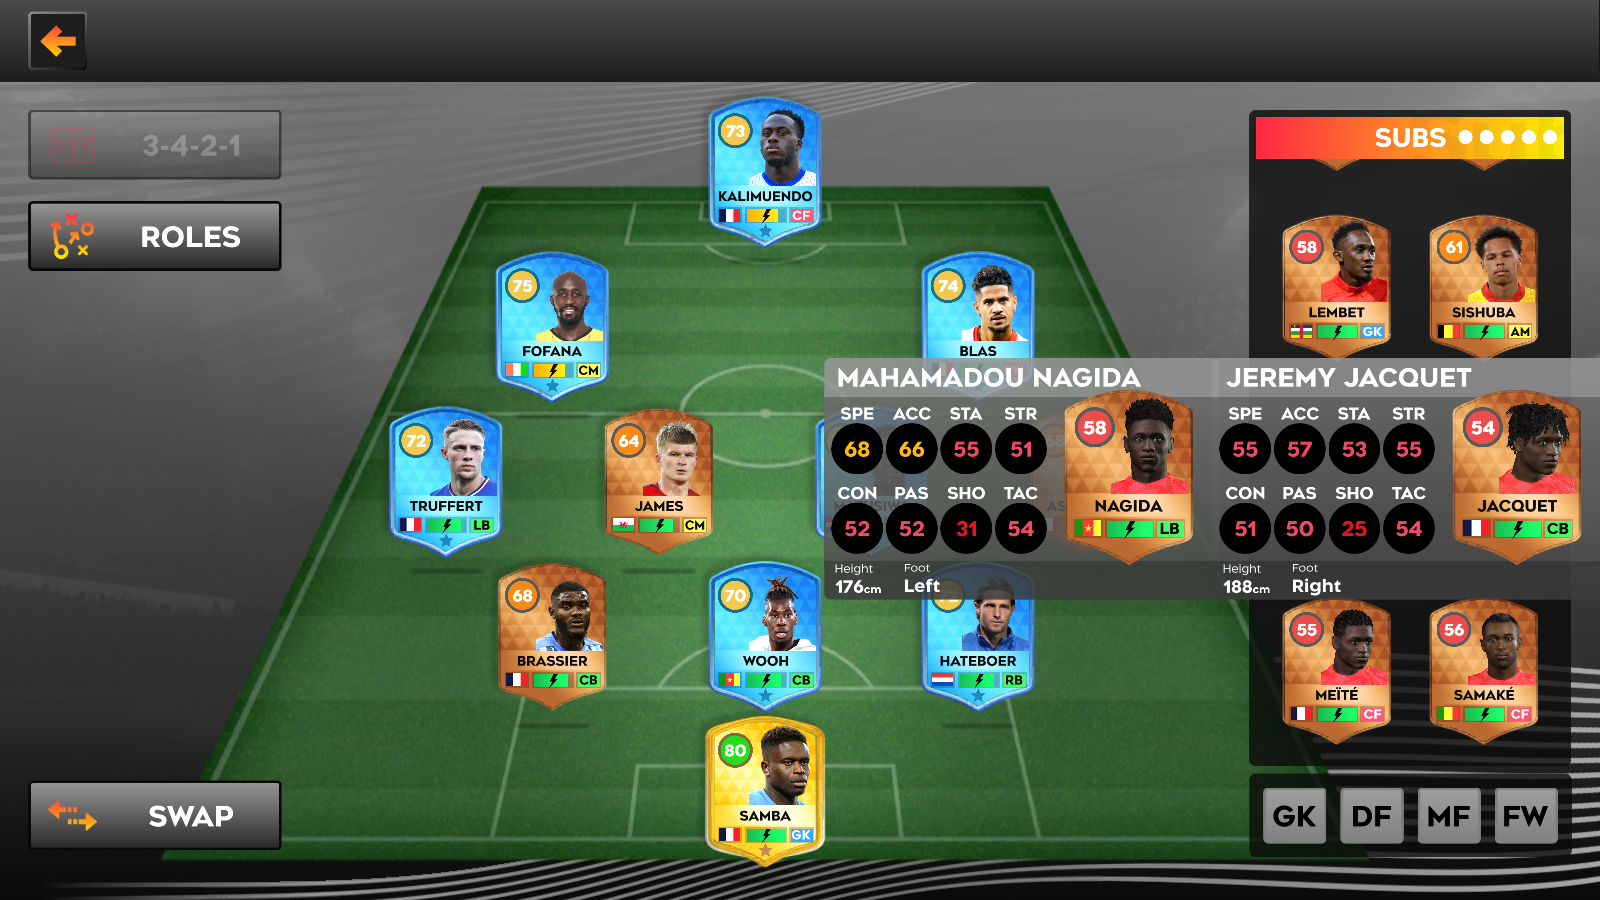 3-4-2-1
ROLES
SWAP
73
KALIMUENDO
CF
75
FOFANA
CM
74
BLAS
72
TRUFFERT
LB
64
JAMES
CM
68
BRASSIER
CB
70
WOOH
CB
HATEBOER
RB
80
SAMBA
GK
SUBS
58
LEMBET
GK
61
SISHUBA
AM
MAHAMADOU NAGIDA
SPE ACC STA STR
68 66 55 51
CON PAS SHO TAC
52 52 31 54
Height Foot
176cm Left
58
NAGIDA
LB
JEREMY JACQUET
SPE ACC STA STR
55 57 53 55
CON PAS SHO TAC
51 50 25 54
Height Foot
188cm Right
54
JACQUET
CB
55
MEÏTÉ
CF
56
SAMAKÉ
CF
GK DF MF FW